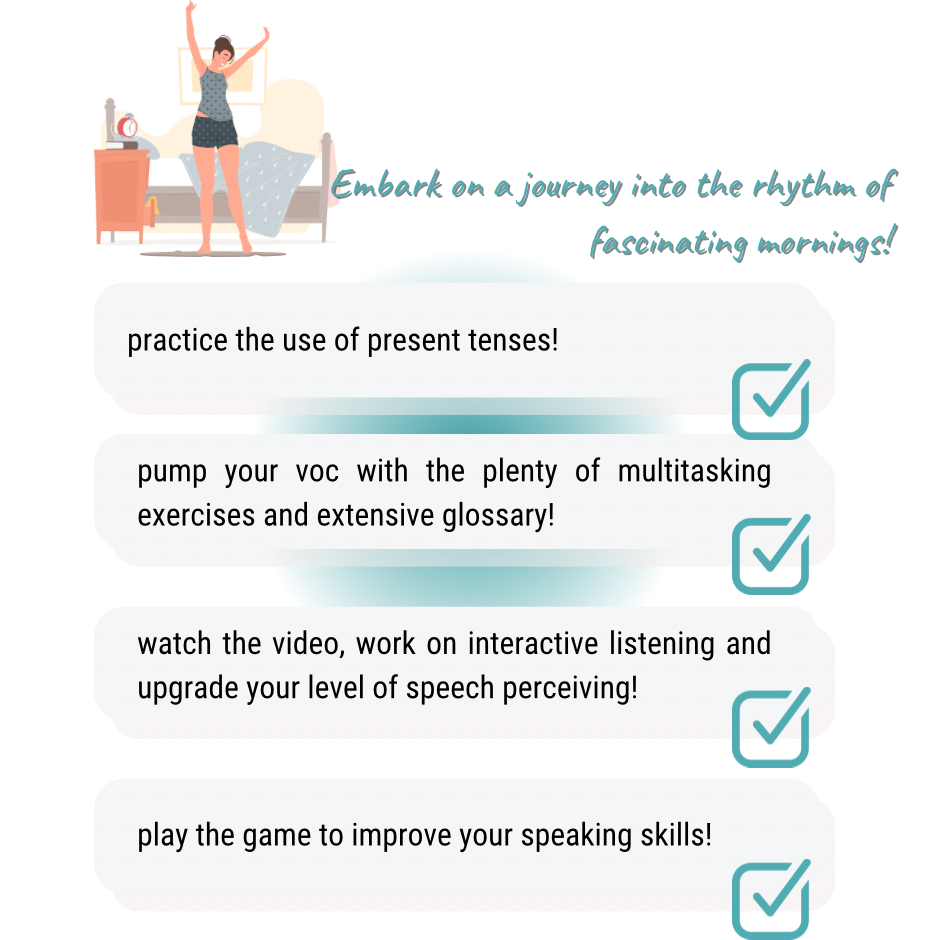 Embark on a journey into the rhythm of
fascinating mornings!
practice the use of present tenses!
pump your voc with the plenty of multitasking
exercises and extensive glossary!
watch the video, work on interactive listening and
upgrade your level of speech perceiving!
play the game to improve your speaking skills!